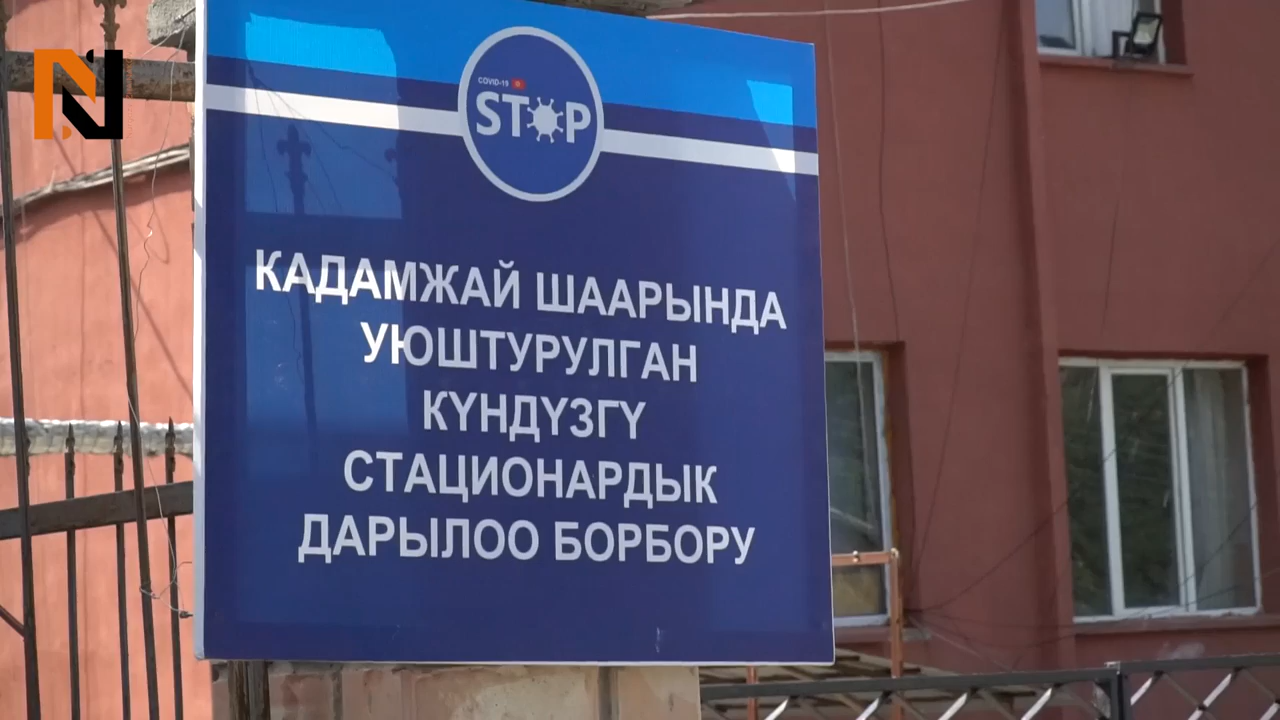 COVID-19
STOP
КАДАМЖАЙ ШААРЫНДА
УЮШТУРУЛГАН
КҮНДҮЗГҮ
СТАЦИОНАРДЫК
ДАРЫЛОО БОРБОРУ